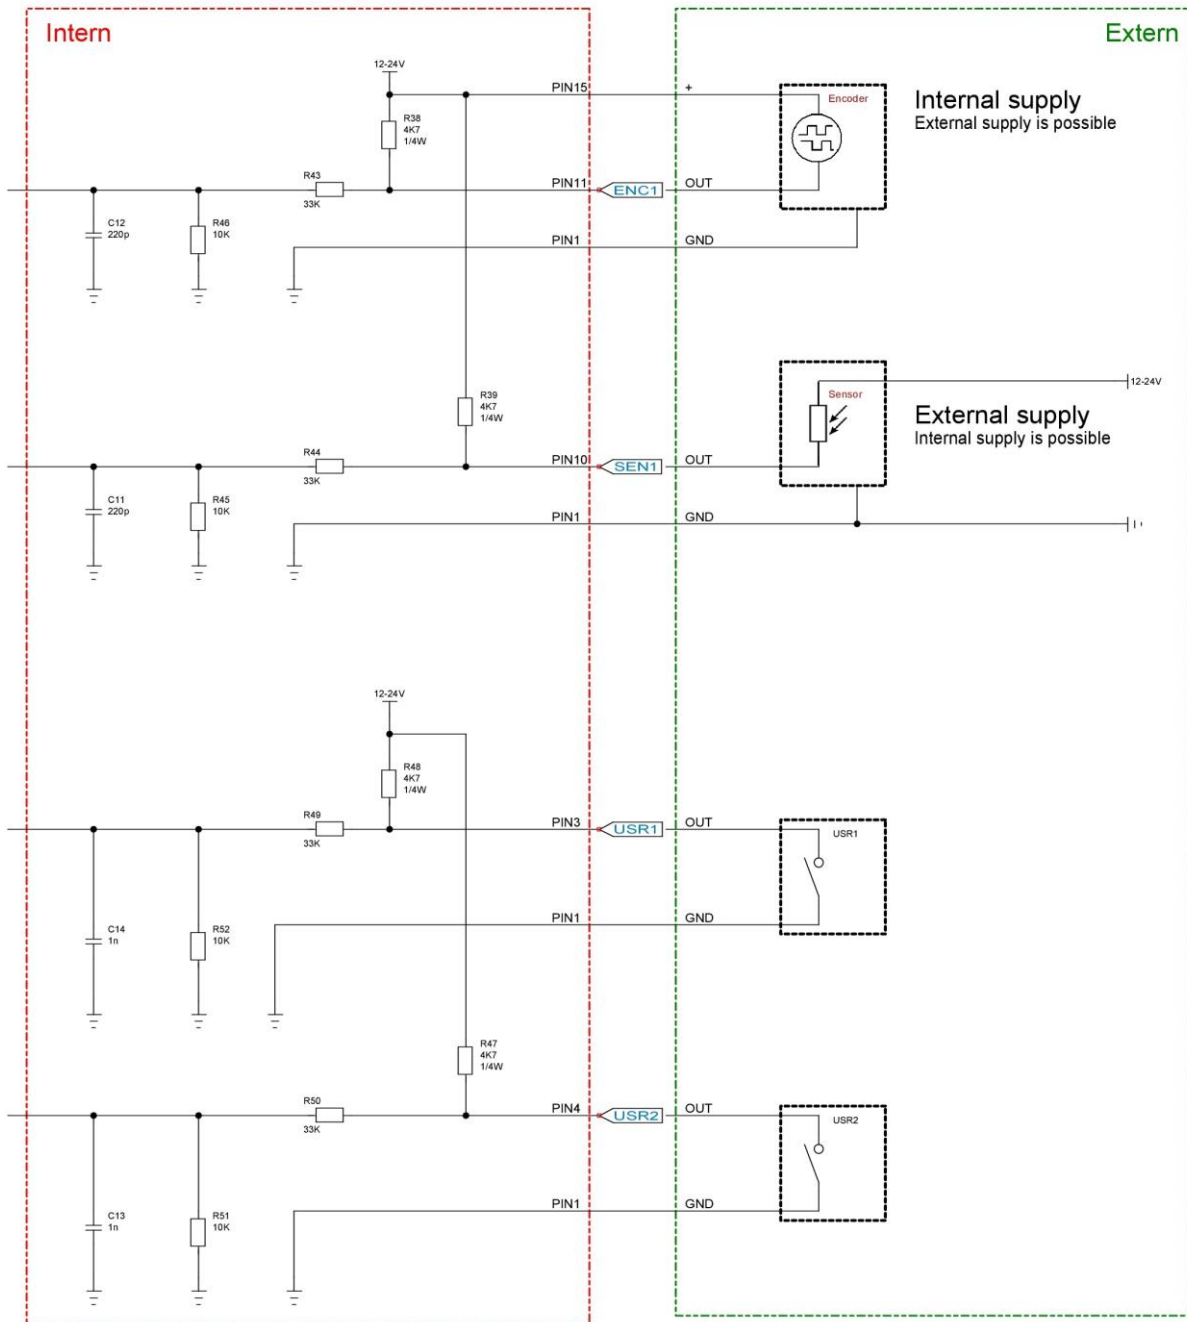 Intern
Extern
12-24V
PIN15
+
Encoder
Internal supply
External supply is possible
R38
4K7
1/4W
R43
33K
PIN11
ENC1
OUT
C12
220p
R46
10K
PIN1
GND
12-24V
Sensor
External supply
Internal supply is possible
R39
4K7
1/4W
R44
33K
PIN10
SEN1
OUT
C11
220p
R45
10K
PIN1
GND
12-24V
R48
4K7
1/4W
R49
33K
PIN3
USR1
OUT
USR1
C14
1n
R52
10K
PIN1
GND
R47
4K7
1/4W
R50
33K
PIN4
USR2
OUT
USR2
C13
1n
R51
10K
PIN1
GND